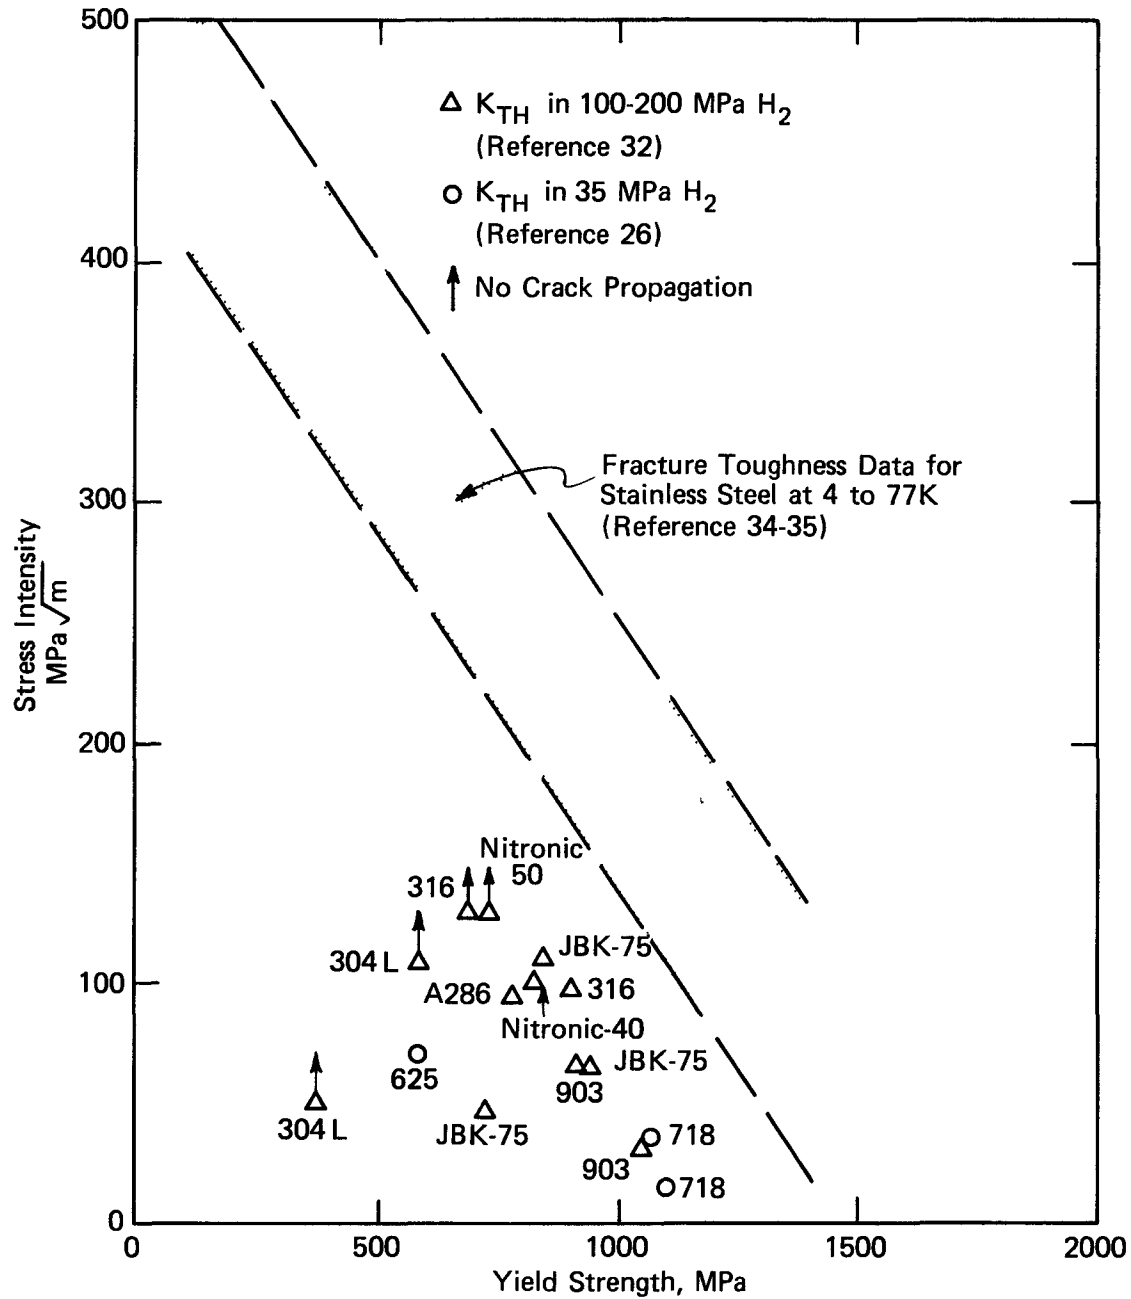 500
△ K_TH in 100-200 MPa H_2
(Reference 32)
○ K_TH in 35 MPa H_2
(Reference 26)
400
↑ No Crack Propagation
Fracture Toughness Data for
Stainless Steel at 4 to 77K
(Reference 34-35)
300
Stress Intensity
MPa √m
200
Nitronic
50
316
JBK-75
304 L
A286
316
100
Nitronic-40
JBK-75
625
903
304 L
JBK-75
718
903
718
0
0 500 1000 1500 2000
Yield Strength, MPa